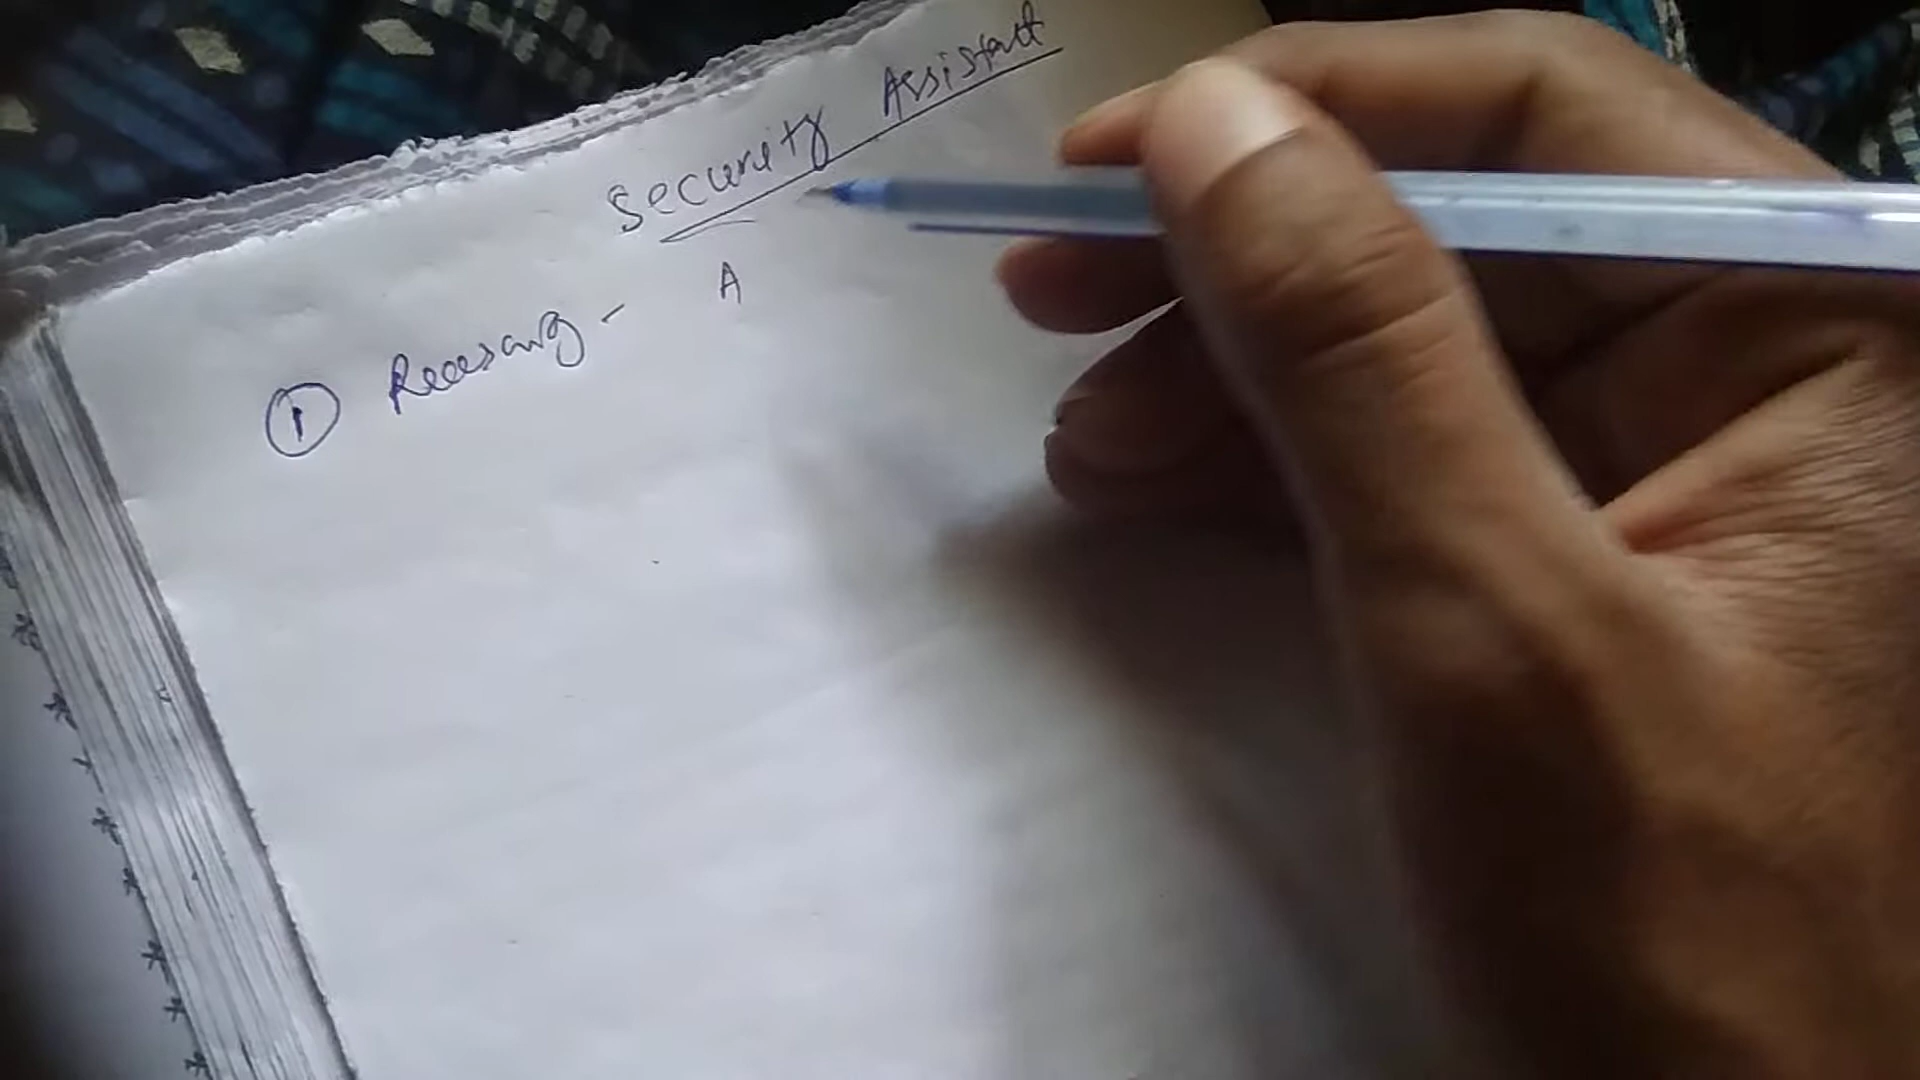 Security Assistant
① Reasoning - A